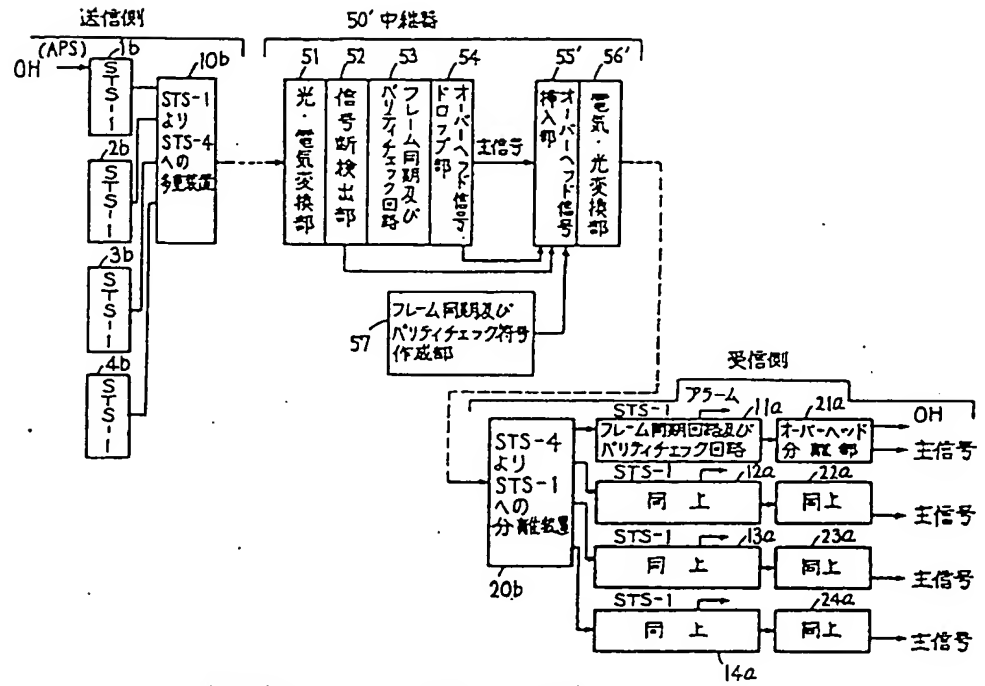 送信側
50′中継器
(APS)
OH
1b
STS-1
2b
STS-1
3b
STS-1
4b
STS-1
10b
STS-1
より
STS-4
への
多重装置
51
光・電気変換部
52
信号断検出部
53
フレーム同期及び
パリティチェック回路
54
オーバーヘッド信号・
ドロップ部
主信号
55′
オーバーヘッド信号
挿入部
56′
電気・光変換部
57
フレーム同期及び
パリティチェック符号
作成部
受信側
20b
STS-4
より
STS-1
への
分離装置
STS-1
アラーム
11a
フレーム同期回路及び
パリティチェック回路
21a
オーバーヘッド
分離部
OH
主信号
STS-1
12a
同上
22a
同上
主信号
STS-1
13a
同上
23a
同上
主信号
STS-1
同上
14a
24a
同上
主信号